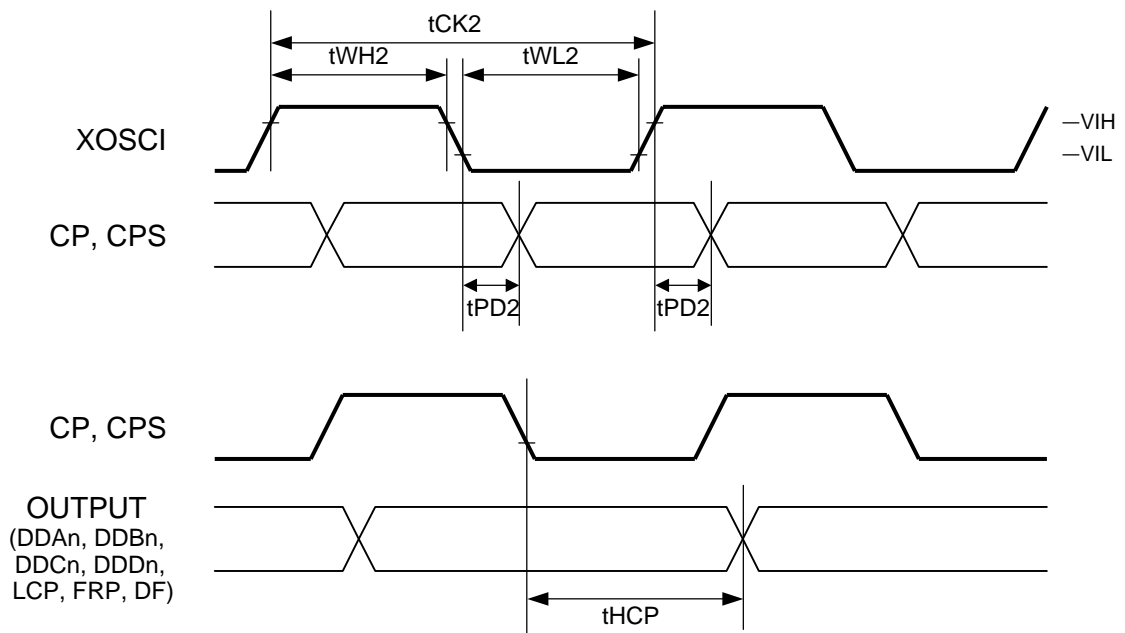 tCK2
tWH2
tWL2
XOSCI
VIH
VIL
CP, CPS
tPD2
tPD2
CP, CPS
OUTPUT
(DDAn, DDBn,
DDCn, DDDn,
LCP, FRP, DF)
tHCP